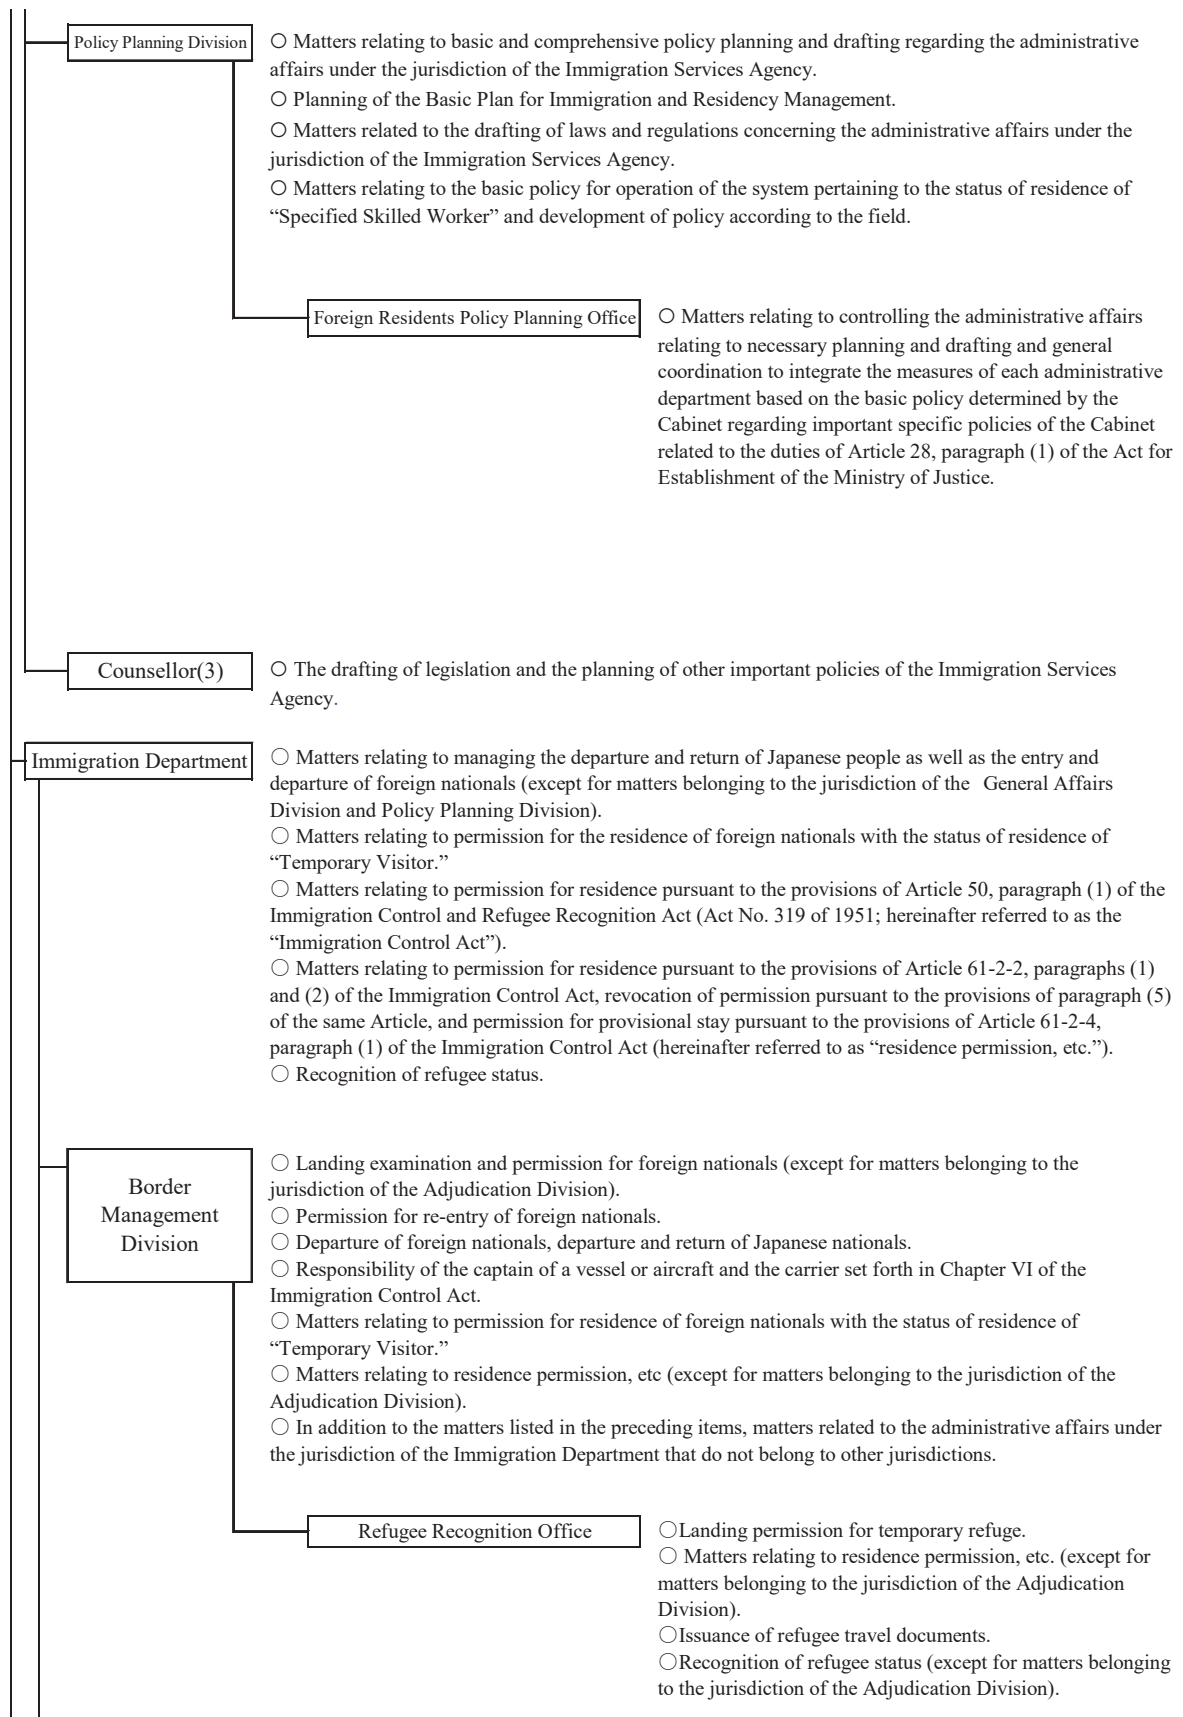 Policy Planning Division
○ Matters relating to basic and comprehensive policy planning and drafting regarding the administrative
affairs under the jurisdiction of the Immigration Services Agency.
○ Planning of the Basic Plan for Immigration and Residency Management.
○ Matters related to the drafting of laws and regulations concerning the administrative affairs under the
jurisdiction of the Immigration Services Agency.
○ Matters relating to the basic policy for operation of the system pertaining to the status of residence of
“Specified Skilled Worker” and development of policy according to the field.
Foreign Residents Policy Planning Office
○ Matters relating to controlling the administrative affairs
relating to necessary planning and drafting and general
coordination to integrate the measures of each administrative
department based on the basic policy determined by the
Cabinet regarding important specific policies of the Cabinet
related to the duties of Article 28, paragraph (1) of the Act for
Establishment of the Ministry of Justice.
Counsellor(3)
○ The drafting of legislation and the planning of other important policies of the Immigration Services
Agency.
Immigration Department
○ Matters relating to managing the departure and return of Japanese people as well as the entry and
departure of foreign nationals (except for matters belonging to the jurisdiction of the General Affairs
Division and Policy Planning Division).
○ Matters relating to permission for the residence of foreign nationals with the status of residence of
“Temporary Visitor.”
○ Matters relating to permission for residence pursuant to the provisions of Article 50, paragraph (1) of the
Immigration Control and Refugee Recognition Act (Act No. 319 of 1951; hereinafter referred to as the
“Immigration Control Act”).
○ Matters relating to permission for residence pursuant to the provisions of Article 61-2-2, paragraphs (1)
and (2) of the Immigration Control Act, revocation of permission pursuant to the provisions of paragraph (5)
of the same Article, and permission for provisional stay pursuant to the provisions of Article 61-2-4,
paragraph (1) of the Immigration Control Act (hereinafter referred to as “residence permission, etc.”).
○ Recognition of refugee status.
Border
Management
Division
○ Landing examination and permission for foreign nationals (except for matters belonging to the
jurisdiction of the Adjudication Division).
○ Permission for re-entry of foreign nationals.
○ Departure of foreign nationals, departure and return of Japanese nationals.
○ Responsibility of the captain of a vessel or aircraft and the carrier set forth in Chapter VI of the
Immigration Control Act.
○ Matters relating to permission for residence of foreign nationals with the status of residence of
“Temporary Visitor.”
○ Matters relating to residence permission, etc (except for matters belonging to the jurisdiction of the
Adjudication Division).
○ In addition to the matters listed in the preceding items, matters related to the administrative affairs under
the jurisdiction of the Immigration Department that do not belong to other jurisdictions.
Refugee Recognition Office
○Landing permission for temporary refuge.
○ Matters relating to residence permission, etc. (except for
matters belonging to the jurisdiction of the Adjudication
Division).
○Issuance of refugee travel documents.
○Recognition of refugee status (except for matters belonging
to the jurisdiction of the Adjudication Division).